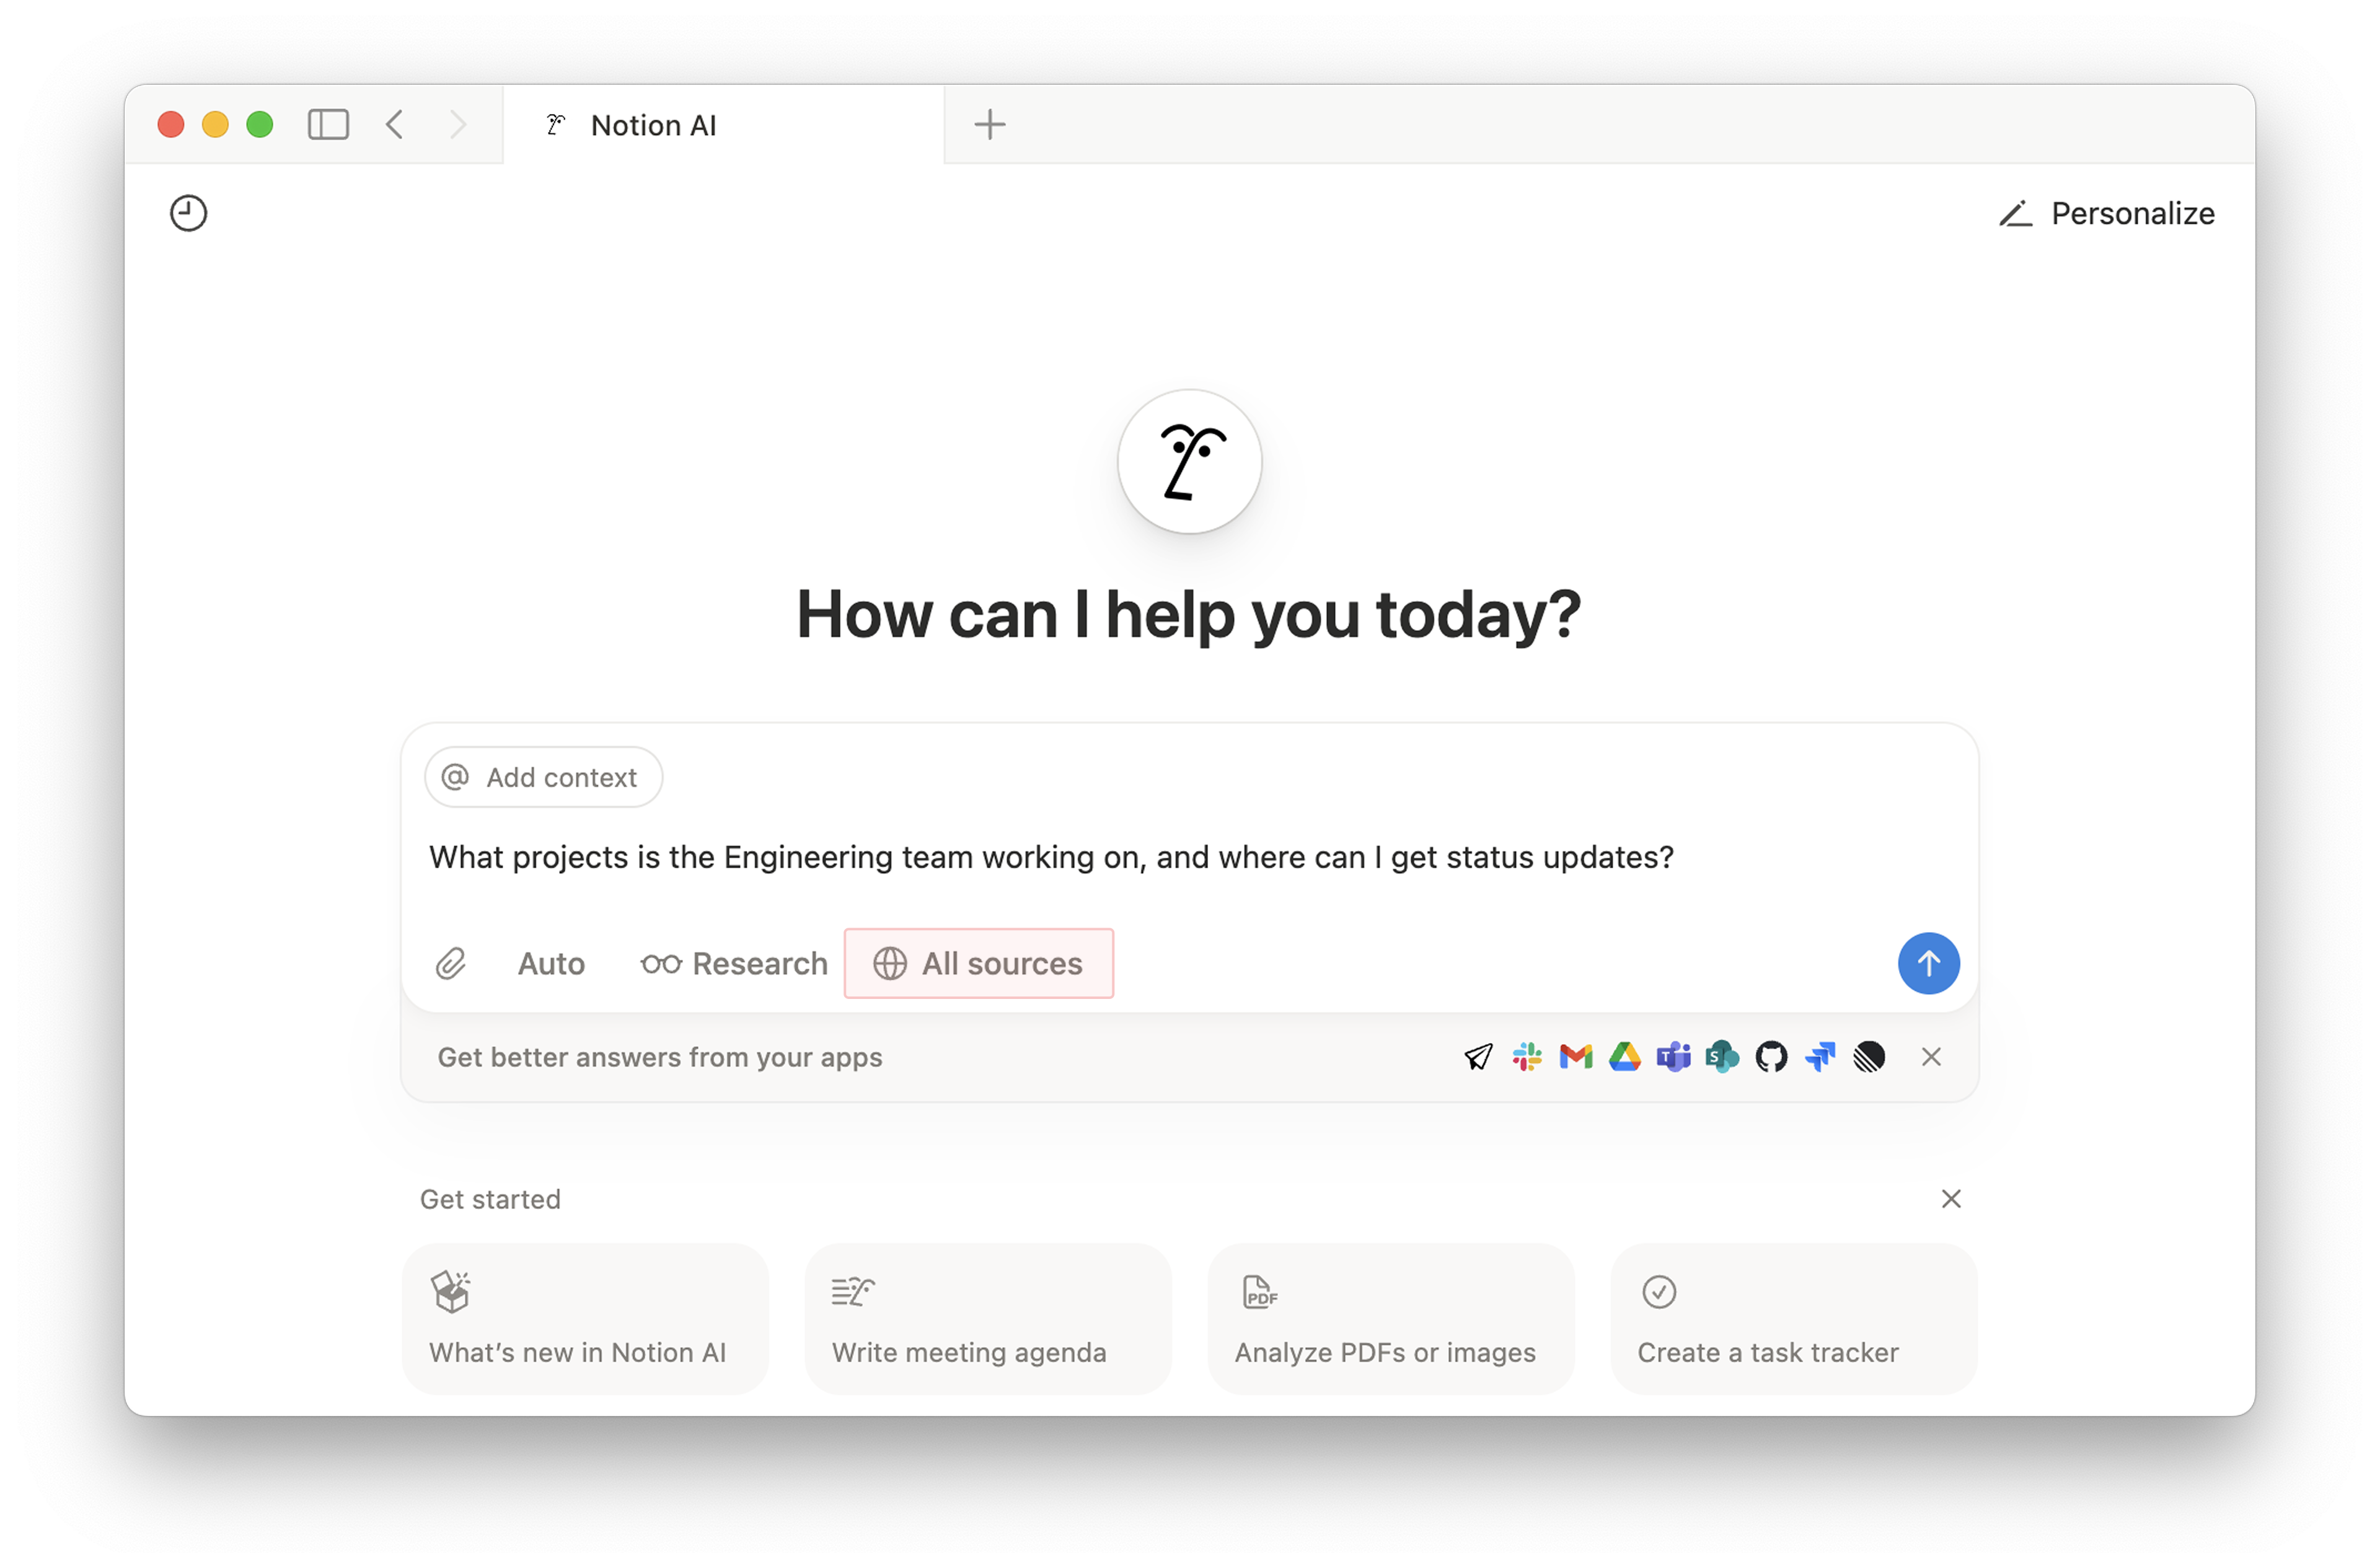 Notion AI
Personalize
How can I help you today?
@ Add context
What projects is the Engineering team working on, and where can I get status updates?
Auto Research All sources
Get better answers from your apps
Get started
PDF
What’s new in Notion AI
Write meeting agenda
Analyze PDFs or images
Create a task tracker